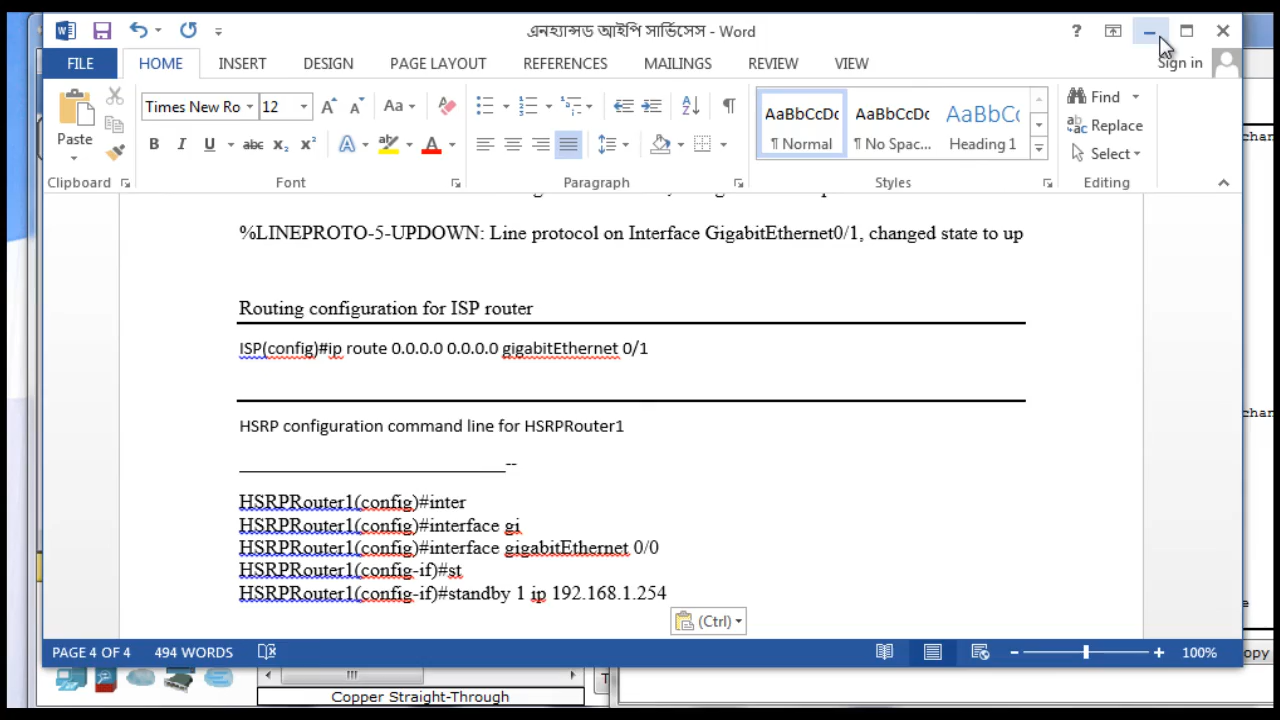 এনহ্যান্সড আইপি সার্ভিসেস - Word
?
Sign in
FILE HOME INSERT DESIGN PAGE LAYOUT REFERENCES MAILINGS REVIEW VIEW
Times New Ro 12
Paste
Clipboard
Font
Paragraph
AaBbCcDc AaBbCcDc AaBbC
¶ Normal ¶ No Spac... Heading 1
Styles
Find
Replace
Select
Editing
%LINEPROTO-5-UPDOWN: Line protocol on Interface GigabitEthernet0/1, changed state to up
Routing configuration for ISP router
ISP(config)#ip route 0.0.0.0 0.0.0.0 gigabitEthernet 0/1
HSRP configuration command line for HSRPRouter1
--
HSRPRouter1(config)#inter
HSRPRouter1(config)#interface gi
HSRPRouter1(config)#interface gigabitEthernet 0/0
HSRPRouter1(config-if)#st
HSRPRouter1(config-if)#standby 1 ip 192.168.1.254
(Ctrl)
PAGE 4 OF 4 494 WORDS 100%
Copper Straight-Through